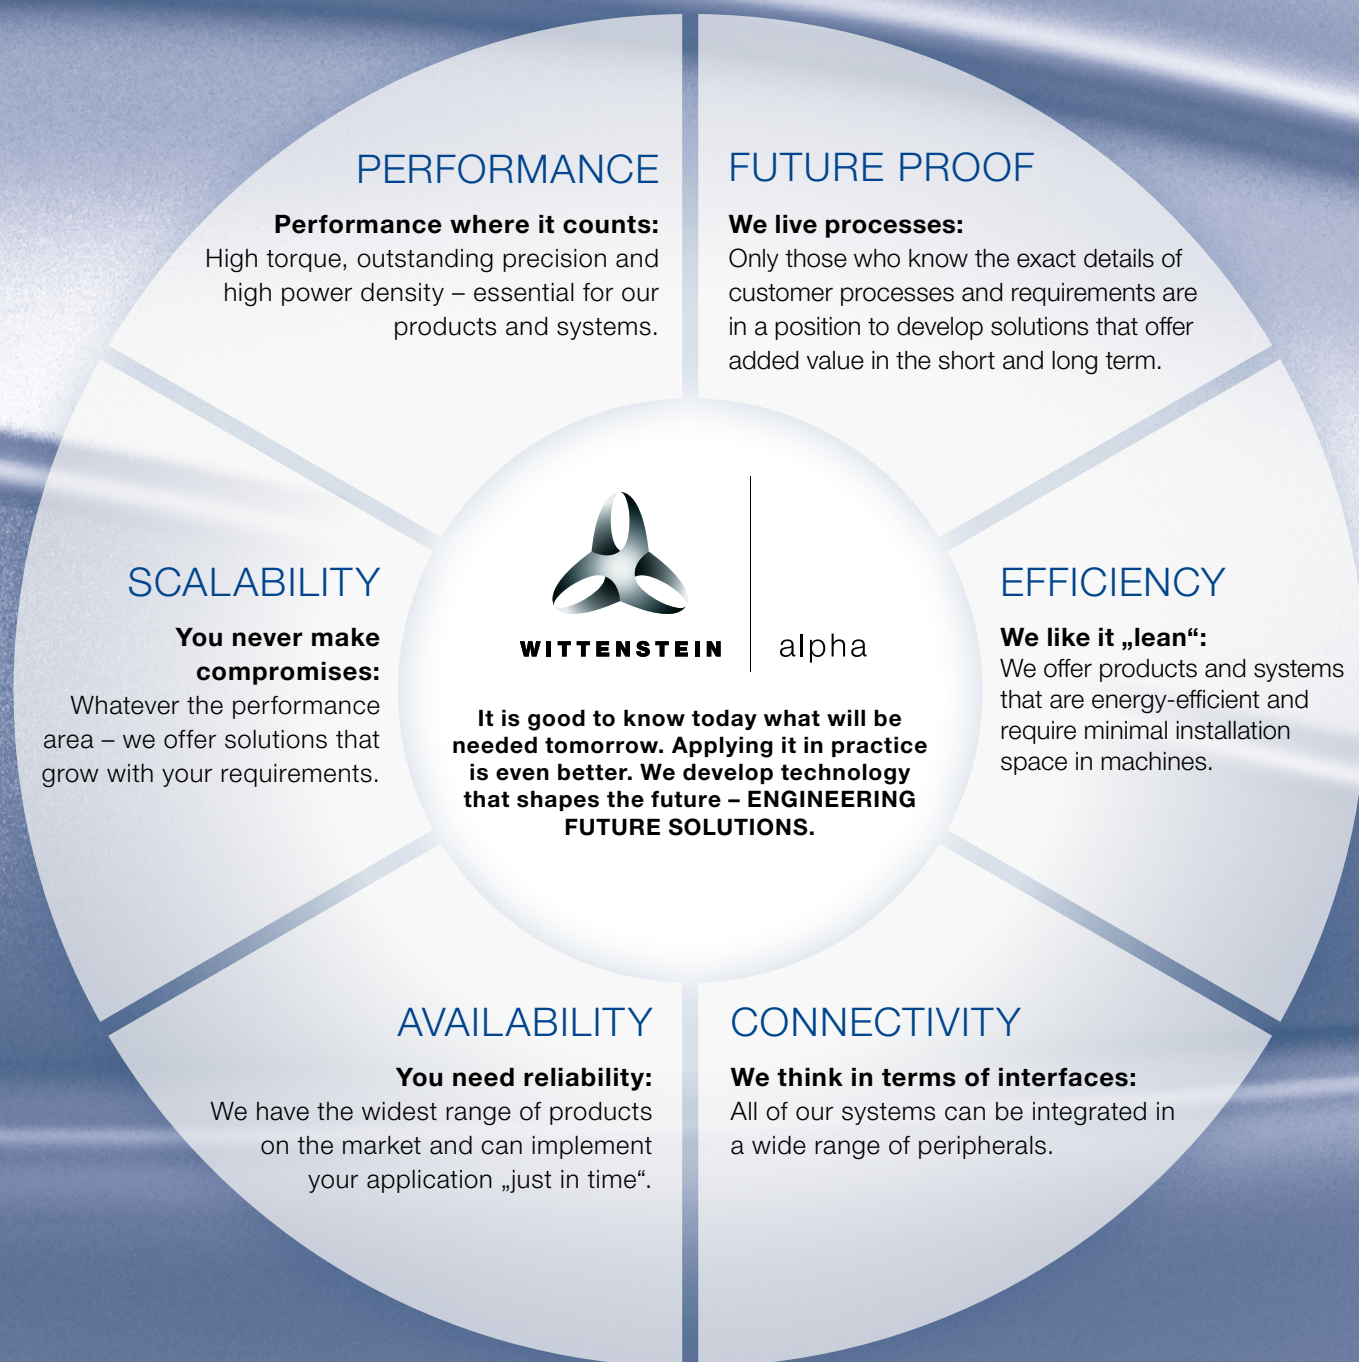 PERFORMANCE
Performance where it counts:
High torque, outstanding precision and
high power density – essential for our
products and systems.
FUTURE PROOF
We live processes:
Only those who know the exact details of
customer processes and requirements are
in a position to develop solutions that offer
added value in the short and long term.
SCALABILITY
You never make
compromises:
Whatever the performance
area – we offer solutions that
grow with your requirements.
WITTENSTEIN
alpha
It is good to know today what will be
needed tomorrow. Applying it in practice
is even better. We develop technology
that shapes the future – ENGINEERING
FUTURE SOLUTIONS.
EFFICIENCY
We like it „lean“:
We offer products and systems
that are energy-efficient and
require minimal installation
space in machines.
AVAILABILITY
You need reliability:
We have the widest range of products
on the market and can implement
your application „just in time“.
CONNECTIVITY
We think in terms of interfaces:
All of our systems can be integrated in
a wide range of peripherals.